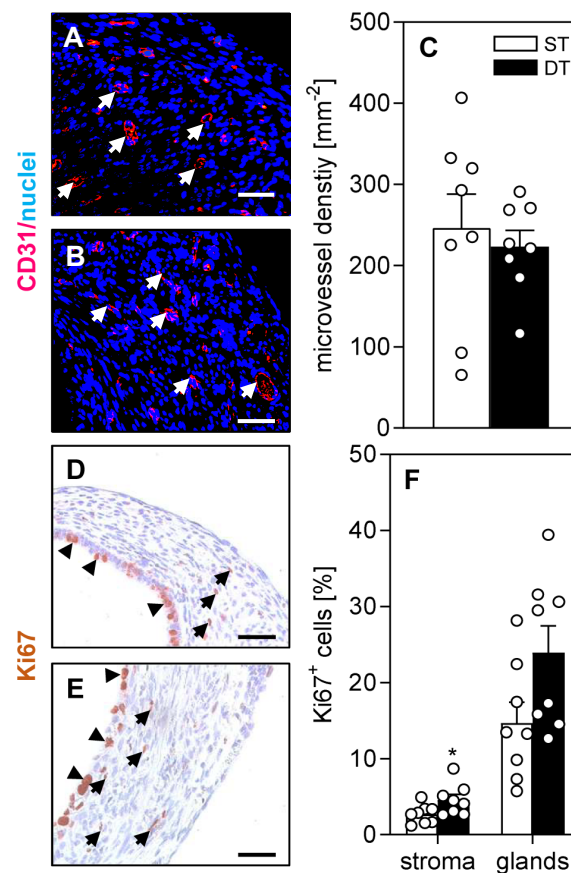 A
B
CD31/nuclei
C
ST
DT
microvessel denstiy [mm⁻²]
500
400
300
200
100
0
D
E
Ki67
F
Ki67⁺ cells [%]
50
40
30
20
10
0
*
stroma glands